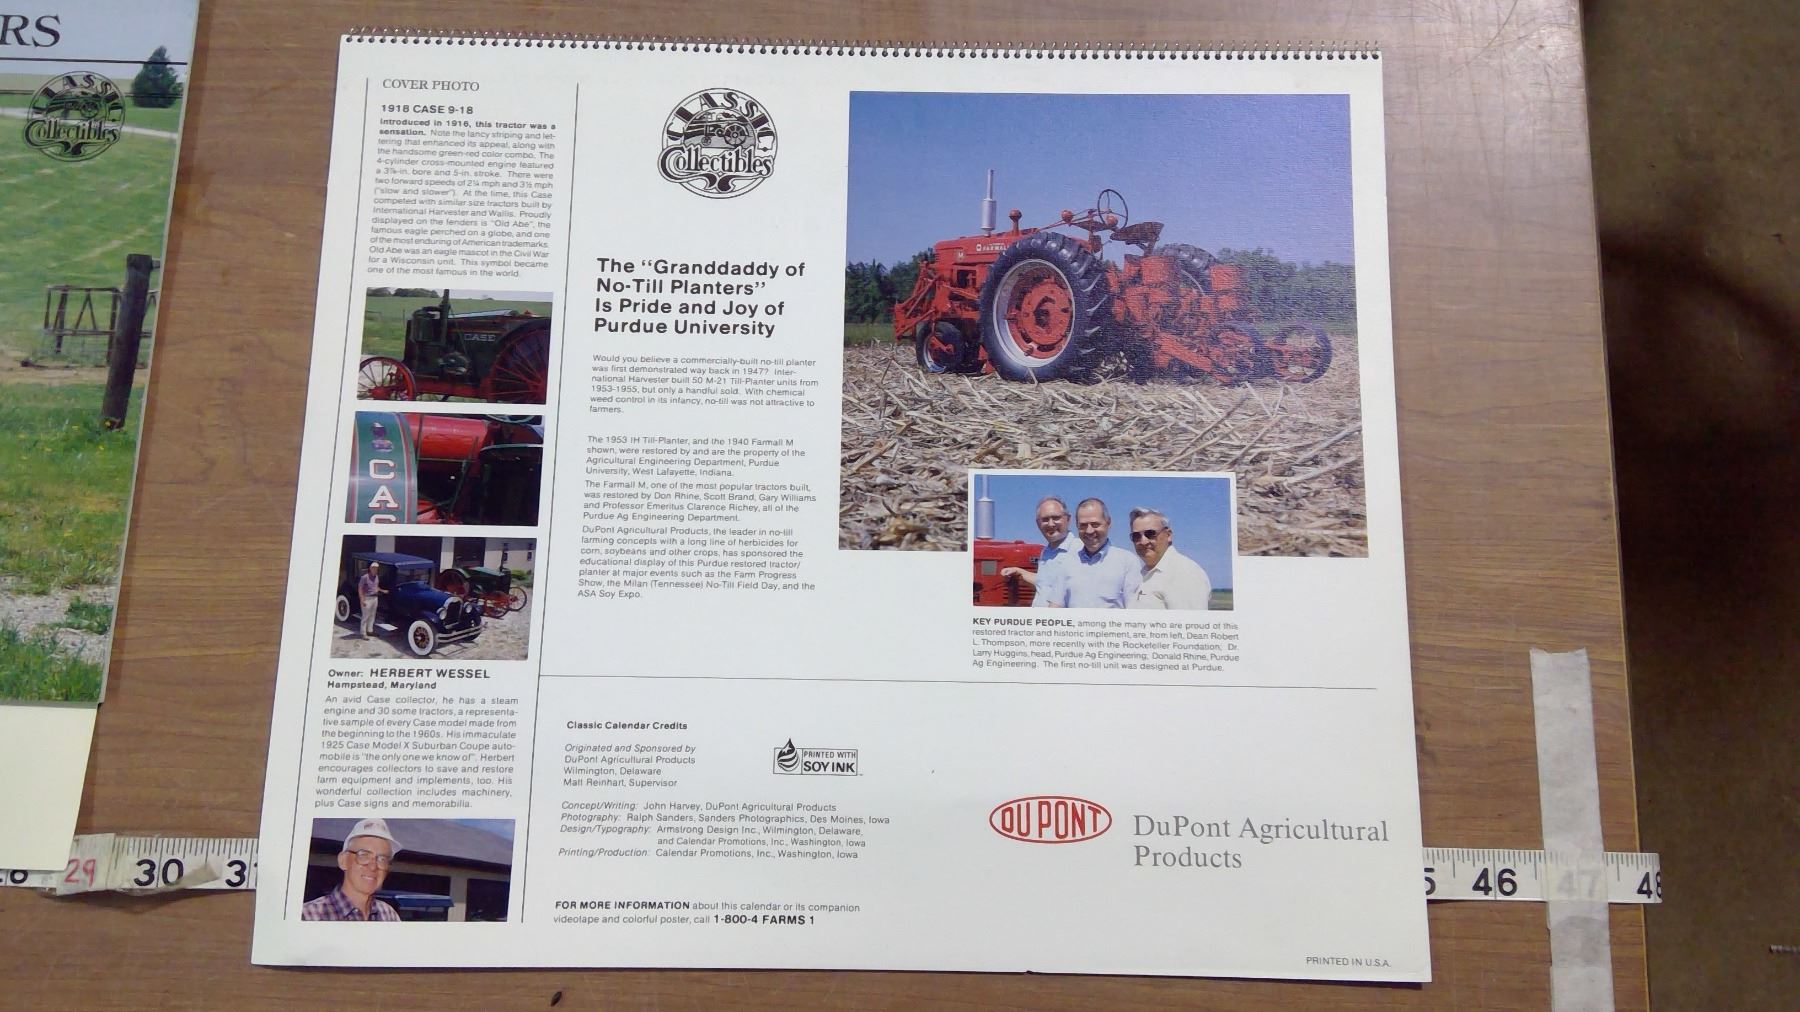 RS
CLASSIC
Collectibles
COVER PHOTO
1918 CASE 9-18
Introduced in 1916, this tractor was a
sensation. Note the fancy striping and let-
tering that enhanced its appeal, along with
the handsome green-red color combo. The
4-cylinder cross-mounted engine featured
a 3⅞-in. bore and 5-in. stroke. There were
two forward speeds of 2¼ mph and 3½ mph
("slow and slower"). At the time, this Case
competed with similar size tractors built by
International Harvester and Wallis. Proudly
displayed on the fenders is "Old Abe", the
famous eagle perched on a globe, and one
of the most enduring of American trademarks.
Old Abe was an eagle mascot in the Civil War
for a Wisconsin unit. This symbol became
one of the most famous in the world.
CASE
CAS
Owner: HERBERT WESSEL
Hampstead, Maryland
An avid Case collector, he has a steam
engine and 30 some tractors, a representa-
tive sample of every Case model made from
the beginning to the 1960s. His immaculate
1925 Case Model X Suburban Coupe auto-
mobile is "the only one we know of". Herbert
encourages collectors to save and restore
farm equipment and implements, too. His
wonderful collection includes machinery,
plus Case signs and memorabilia.
CLASSIC
Collectibles
The "Granddaddy of
No-Till Planters"
Is Pride and Joy of
Purdue University
Would you believe a commercially-built no-till planter
was first demonstrated way back in 1947? Inter-
national Harvester built 50 M-21 Till-Planter units from
1953-1955, but only a handful sold. With chemical
weed control in its infancy, no-till was not attractive to
farmers.
The 1953 IH Till-Planter, and the 1940 Farmall M
shown, were restored by and are the property of the
Agricultural Engineering Department, Purdue
University, West Lafayette, Indiana.
The Farmall M, one of the most popular tractors built,
was restored by Don Rhine, Scott Brand, Gary Williams
and Professor Emeritus Clarence Richey, all of the
Purdue Ag Engineering Department.
DuPont Agricultural Products, the leader in no-till
farming concepts with a long line of herbicides for
corn, soybeans and other crops, has sponsored the
educational display of this Purdue restored tractor/
planter at major events such as the Farm Progress
Show, the Milan (Tennessee) No-Till Field Day, and the
ASA Soy Expo.
FARMALL
M
KEY PURDUE PEOPLE, among the many who are proud of this
restored tractor and historic implement, are, from left, Dean Robert
L. Thompson, more recently with the Rockefeller Foundation; Dr.
Larry Huggins, head, Purdue Ag Engineering; Donald Rhine, Purdue
Ag Engineering. The first no-till unit was designed at Purdue.
Classic Calendar Credits
Originated and Sponsored by
DuPont Agricultural Products
Wilmington, Delaware
Matt Reinhart, Supervisor
PRINTED WITH
SOY INK
Concept/Writing: John Harvey, DuPont Agricultural Products
Photography: Ralph Sanders, Sanders Photographics, Des Moines, Iowa
Design/Typography: Armstrong Design Inc., Wilmington, Delaware,
and Calendar Promotions, Inc., Washington, Iowa
Printing/Production: Calendar Promotions, Inc., Washington, Iowa
FOR MORE INFORMATION about this calendar or its companion
videotape and colorful poster, call 1-800-4 FARMS 1
DU PONT
DuPont Agricultural
Products
PRINTED IN U.S.A.
29 30 3 46 47 48